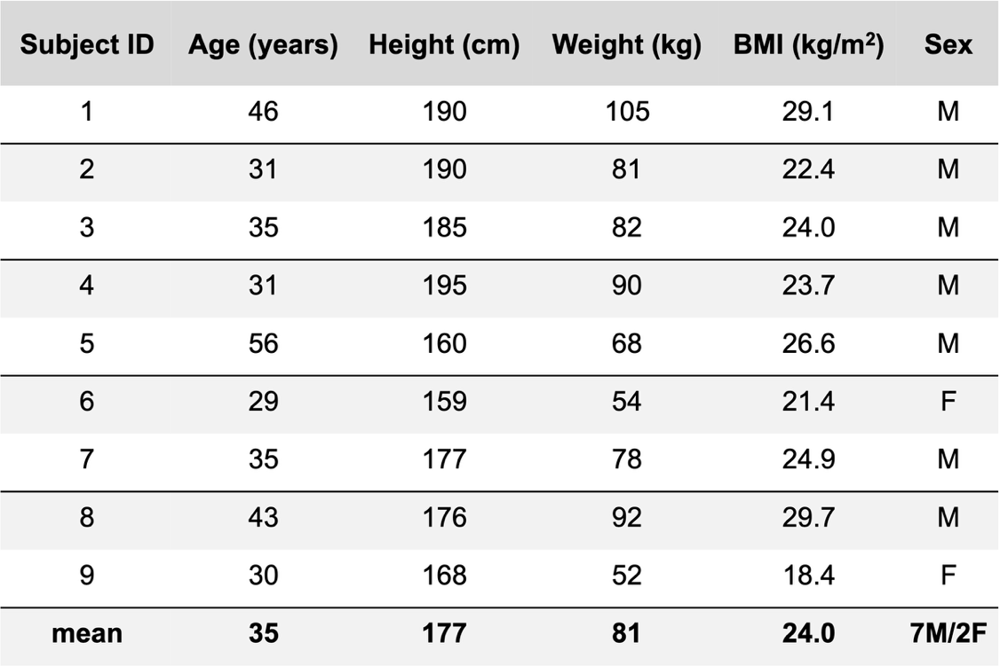 Subject ID Age (years) Height (cm) Weight (kg) BMI (kg/m²) Sex
1 46 190 105 29.1 M
2 31 190 81 22.4 M
3 35 185 82 24.0 M
4 31 195 90 23.7 M
5 56 160 68 26.6 M
6 29 159 54 21.4 F
7 35 177 78 24.9 M
8 43 176 92 29.7 M
9 30 168 52 18.4 F
mean 35 177 81 24.0 7M/2F